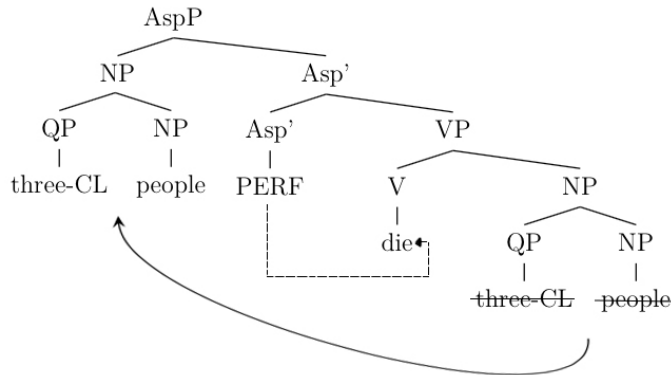 AspP
NP Asp'
QP NP Asp' VP
three-CL people PERF V NP
die QP NP
three-CL people